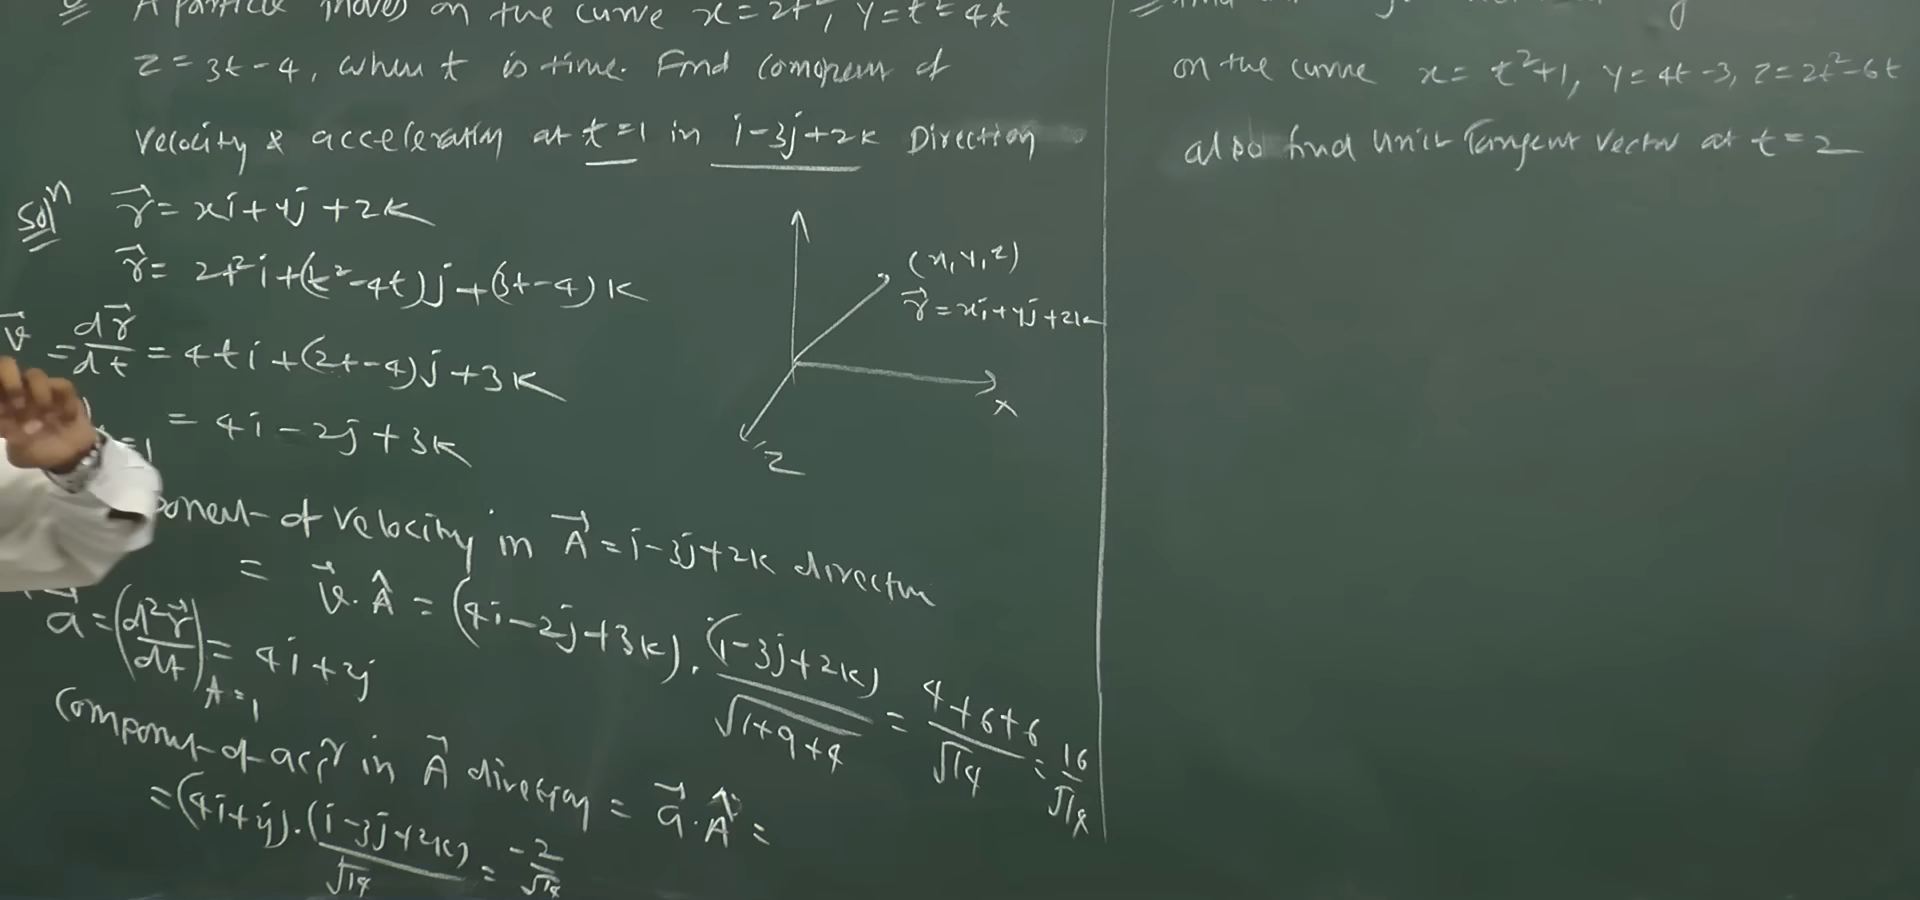 A particle moves on the curve x = 2t², y = t² - 4t
z = 3t - 4, when t is time. Find Comopenent of
Velocity & acceleration at t = 1 in i - 3j + 2k Direction
Solⁿ r⃗ = xi + yj + zk
r⃗ = 2t²i + (t² - 4t)j + (3t - 4)k
v⃗ = dr⃗/dt = 4ti + (2t - 4)j + 3k
= 4i - 2j + 3k
t = 1
ponent of velocity in A⃗ = i - 3j + 2k direction
= v⃗.Â = (4i - 2j + 3k).(i - 3j + 2k)/√1+9+4 = 4+6+6/√14 = 16/√14
a⃗ = (d²r⃗/dt)t=1 = 4i + 2j
Component of accⁿ in A⃗ direction = a⃗.Â =
= (4i + 2j).(i - 3j + 2k)/√14 = -2/√14
(x, y, z)
r⃗ = xi + yj + zk
x
z
on the curve x = t² + 1, y = 4t - 3, z = 2t² - 6t
also find Unit Tangent Vector at t = 2